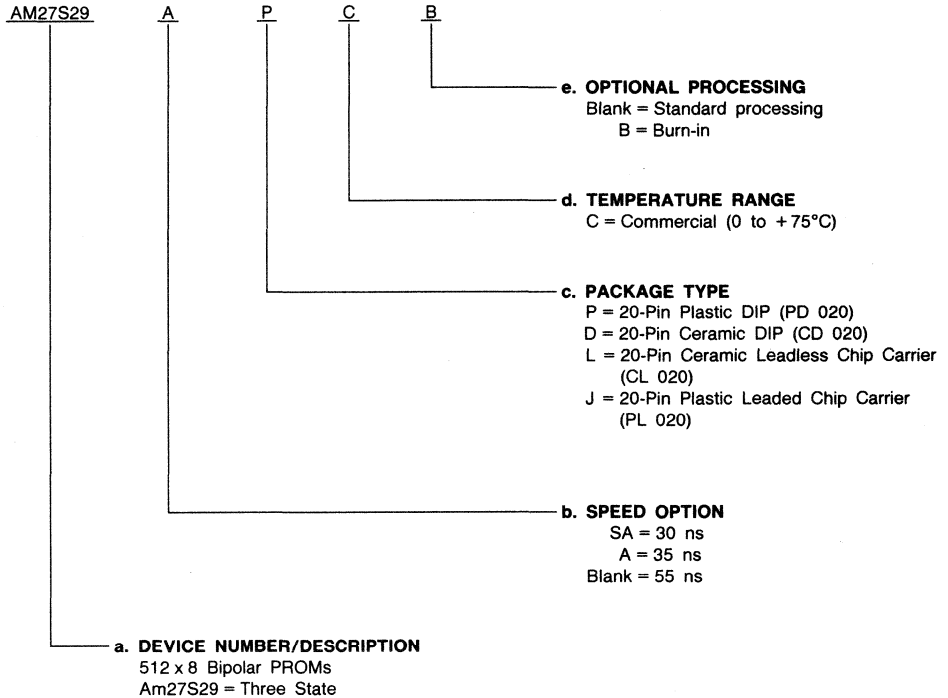 AM27S29 A P C B
e. OPTIONAL PROCESSING
Blank = Standard processing
B = Burn-in
d. TEMPERATURE RANGE
C = Commercial (0 to +75°C)
c. PACKAGE TYPE
P = 20-Pin Plastic DIP (PD 020)
D = 20-Pin Ceramic DIP (CD 020)
L = 20-Pin Ceramic Leadless Chip Carrier
(CL 020)
J = 20-Pin Plastic Leaded Chip Carrier
(PL 020)
b. SPEED OPTION
SA = 30 ns
A = 35 ns
Blank = 55 ns
a. DEVICE NUMBER/DESCRIPTION
512 x 8 Bipolar PROMs
Am27S29 = Three State